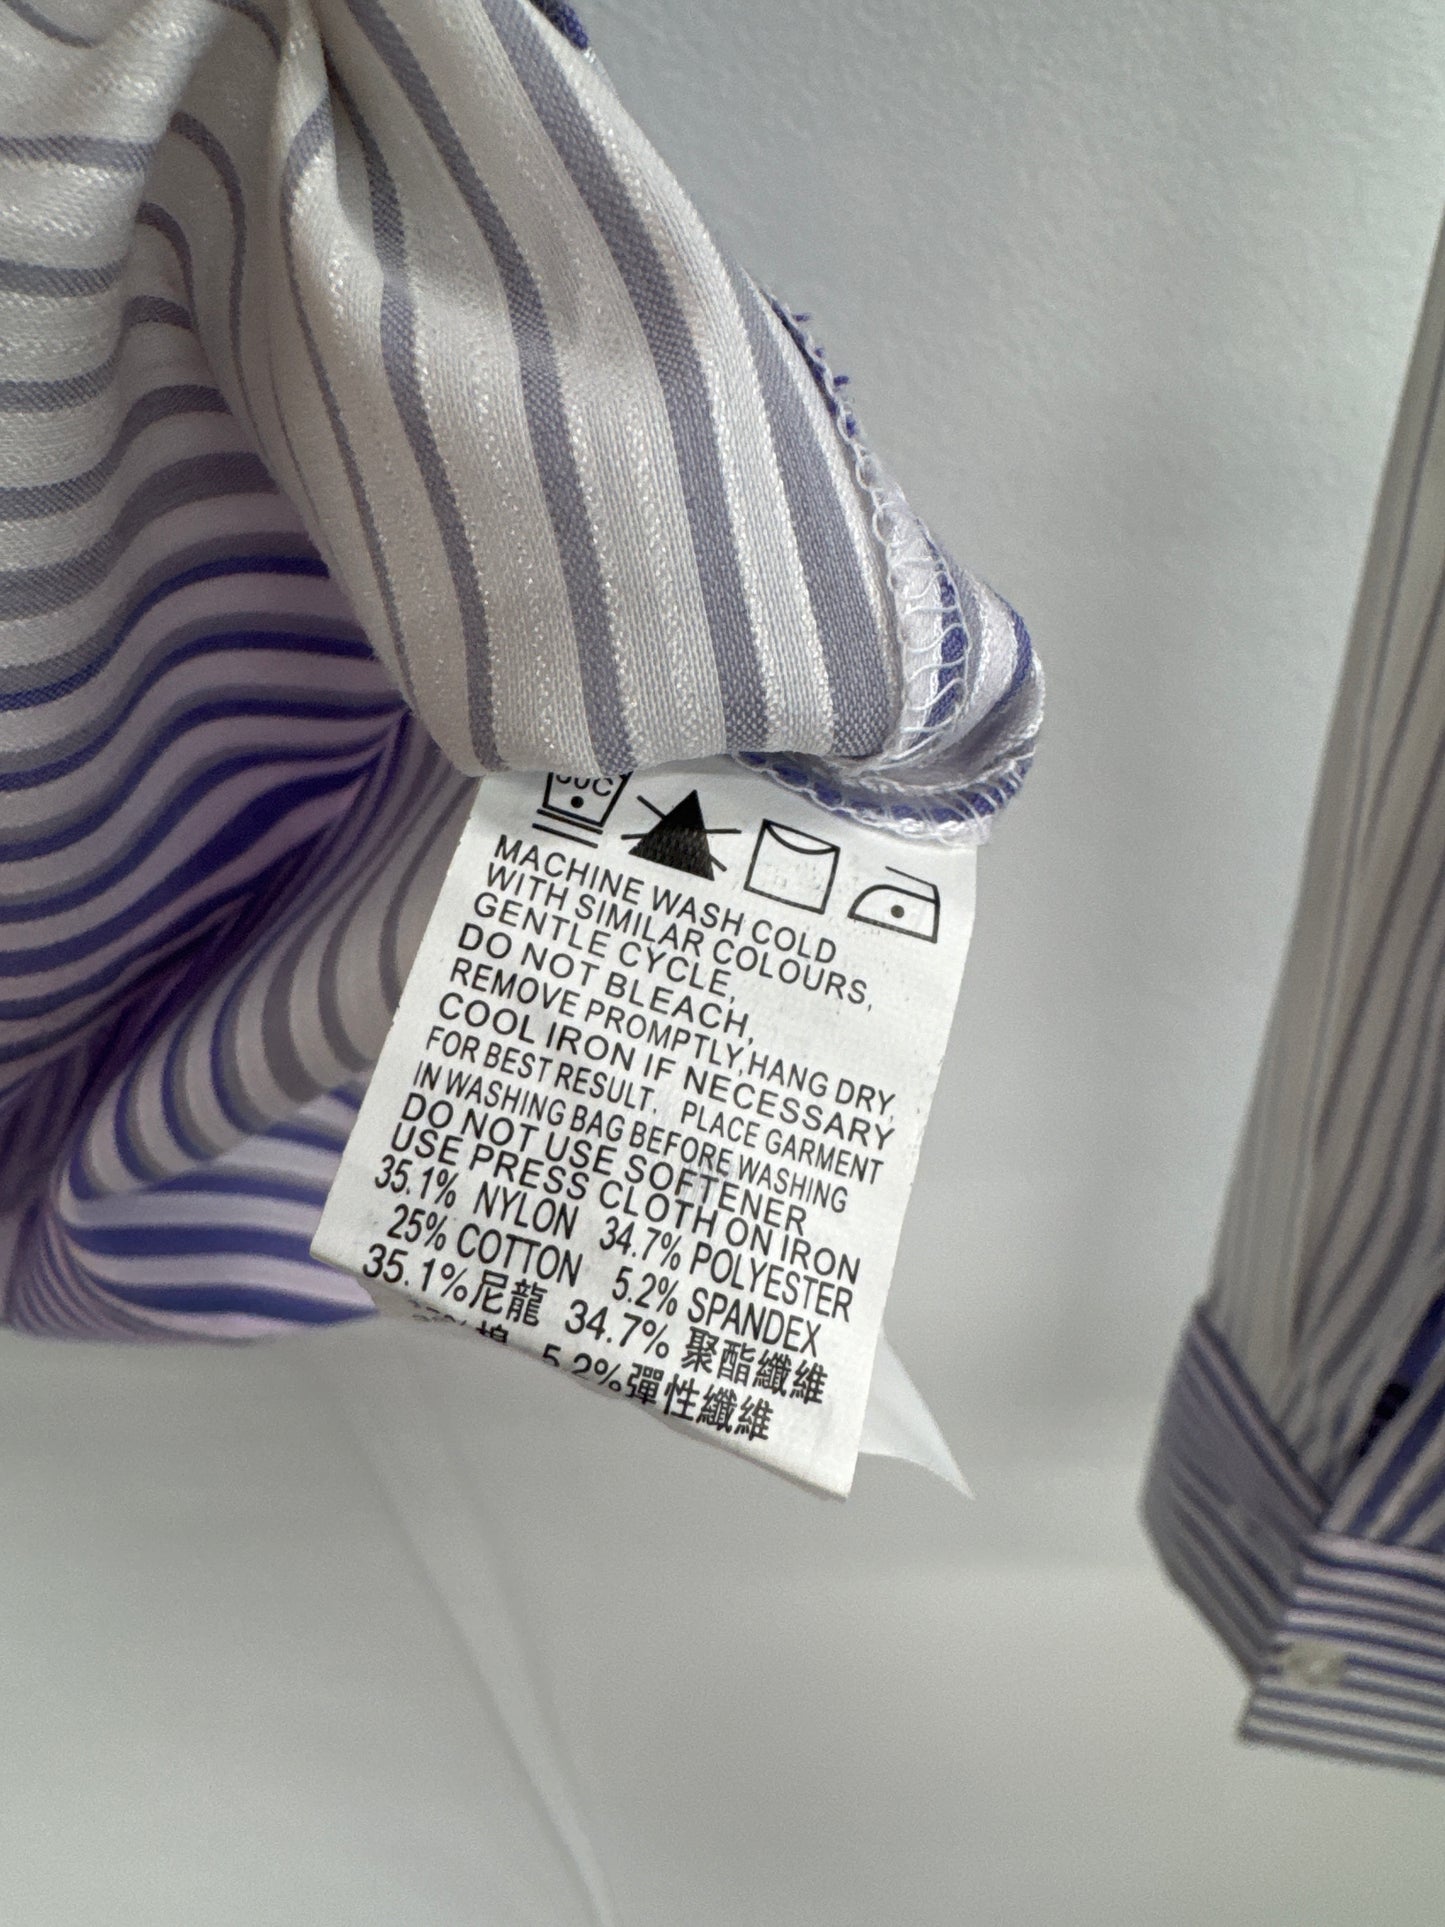 30C
MACHINE WASH COLD
WITH SIMILAR COLOURS,
GENTLE CYCLE,
DO NOT BLEACH,
REMOVE PROMPTLY,HANG DRY,
COOL IRON IF NECESSARY
FOR BEST RESULT. PLACE GARMENT
IN WASHING BAG BEFORE WASHING
DO NOT USE SOFTENER
USE PRESS CLOTH ON IRON
35.1% NYLON 34.7% POLYESTER
25% COTTON 5.2% SPANDEX
35.1%尼龍 34.7% 聚酯纖維
25% 棉 5.2%彈性纖維